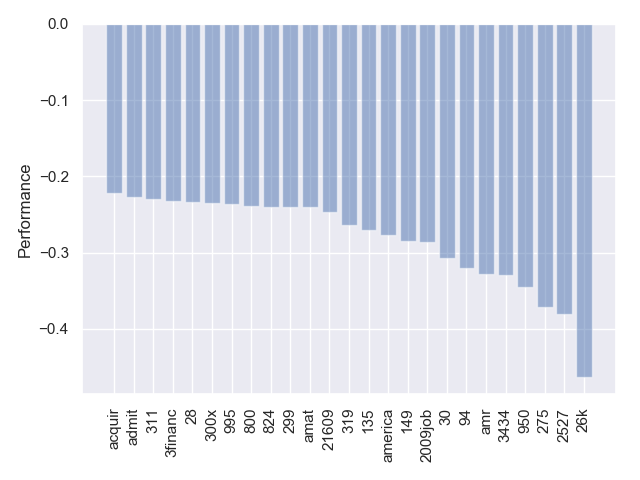 0.0
−0.1
−0.2
−0.3
−0.4
Performance
acquir
admit
311
3financ
28
300x
995
800
824
299
amat
21609
319
135
america
149
2009job
30
94
amr
3434
950
275
2527
26k